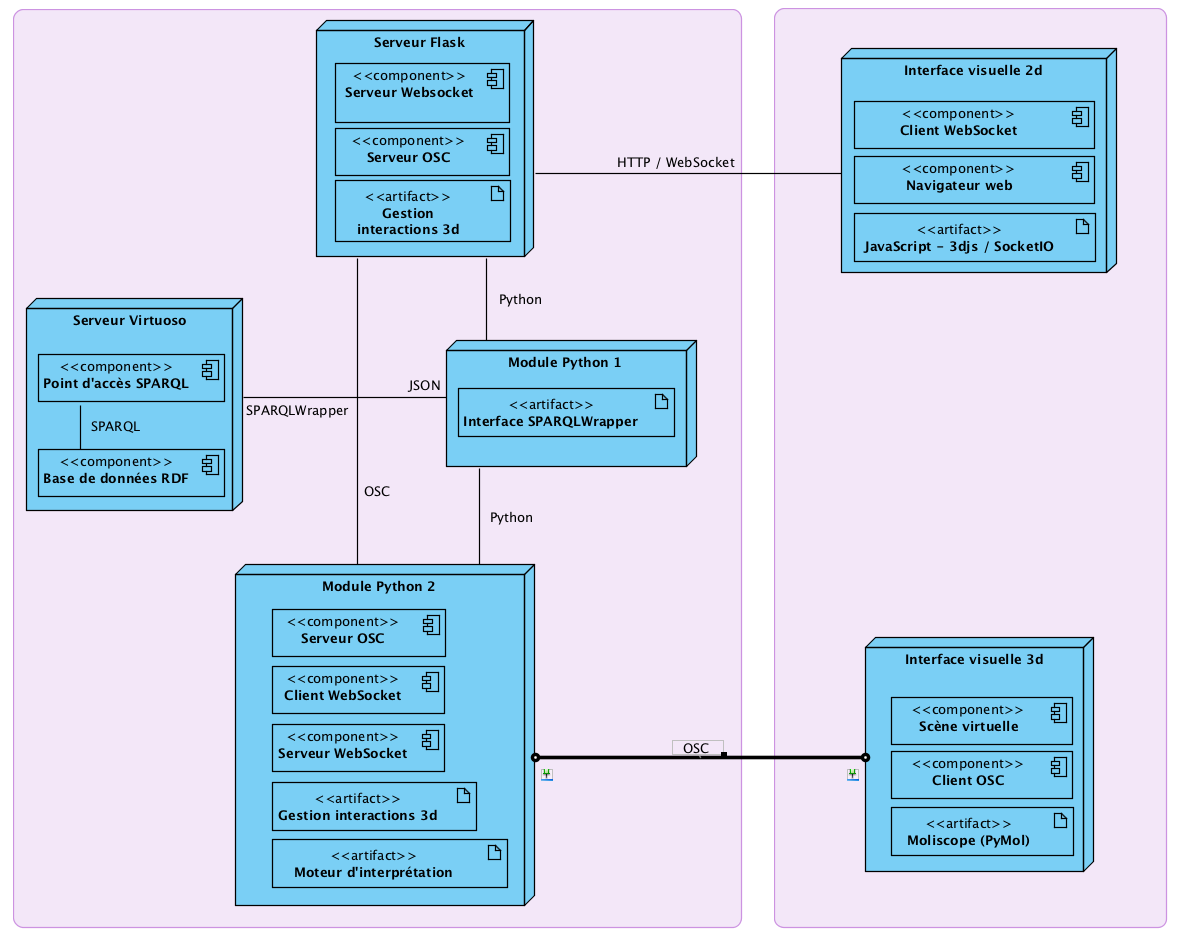 Serveur Flask
<<component>>
Serveur Websocket
<<component>>
Serveur OSC
<<artifact>>
Gestion
interactions 3d
HTTP / WebSocket
Interface visuelle 2d
<<component>>
Client WebSocket
<<component>>
Navigateur web
<<artifact>>
JavaScript - 3djs / SocketIO
Python
Serveur Virtuoso
<<component>>
Point d'accès SPARQL
SPARQL
<<component>>
Base de données RDF
JSON
SPARQLWrapper
Module Python 1
<<artifact>>
Interface SPARQLWrapper
OSC
Python
Module Python 2
<<component>>
Serveur OSC
<<component>>
Client WebSocket
<<component>>
Serveur WebSocket
<<artifact>>
Gestion interactions 3d
<<artifact>>
Moteur d'interprétation
OSC
Interface visuelle 3d
<<component>>
Scène virtuelle
<<component>>
Client OSC
<<artifact>>
Moliscope (PyMol)